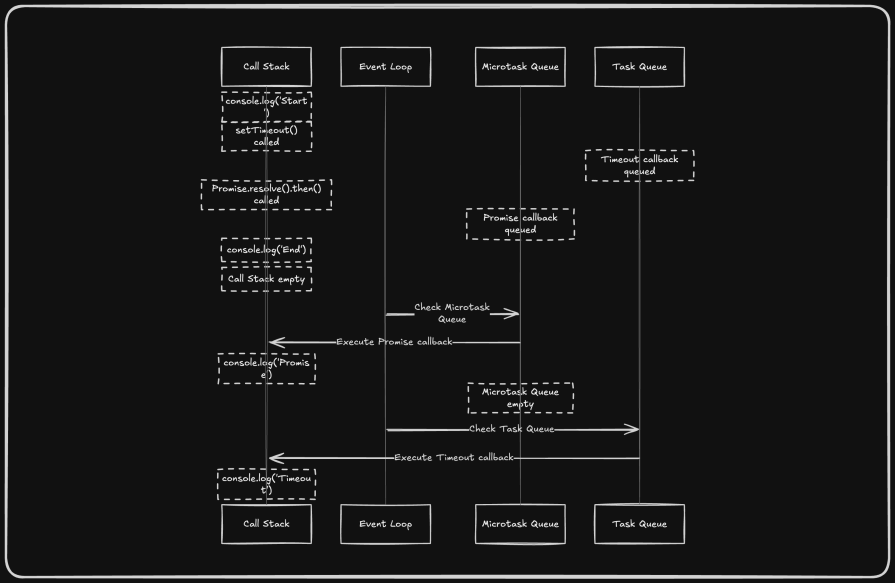 Call Stack
Event Loop
Microtask Queue
Task Queue
console.log('Start
')
setTimeout()
called
Timeout callback
queued
Promise.resolve().then()
called
Promise callback
queued
console.log('End')
Call Stack empty
Check Microtask
Queue
Execute Promise callback
console.log('Promis
e')
Microtask Queue
empty
Check Task Queue
Execute Timeout callback
console.log('Timeou
t')
Call Stack
Event Loop
Microtask Queue
Task Queue